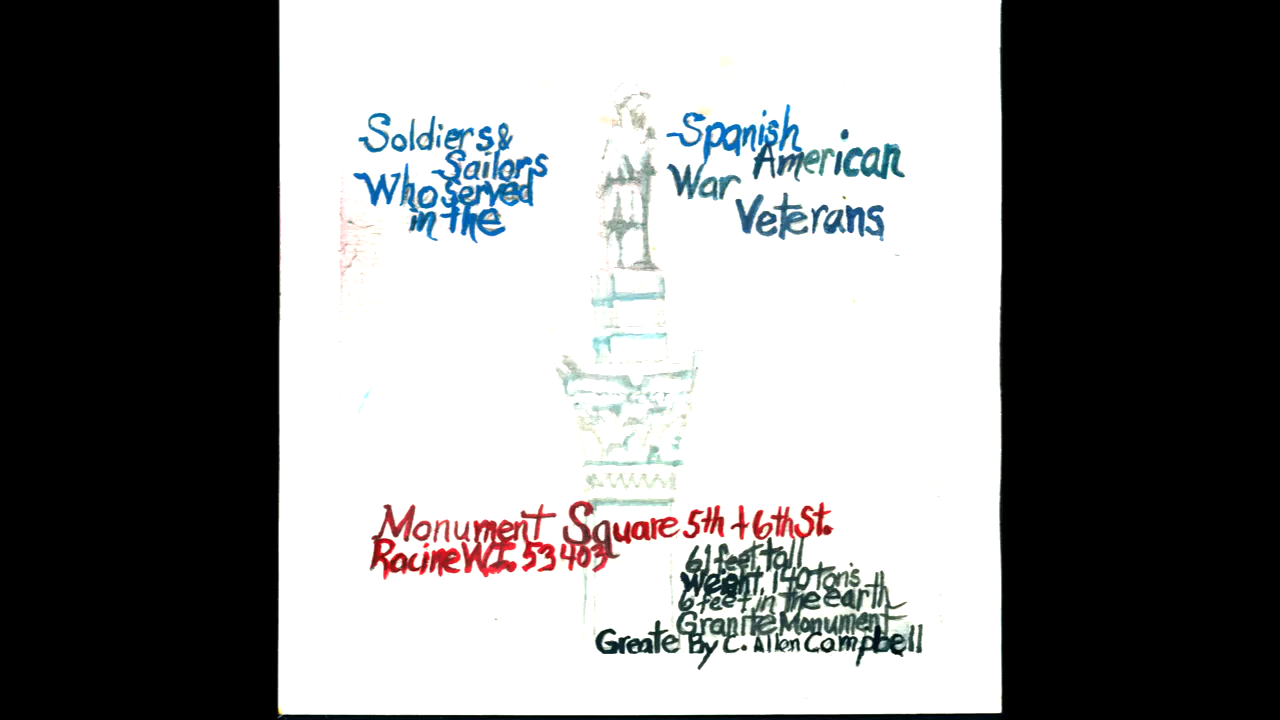 Soldiers &
Sailors
Who served
in the
Spanish
American
War
Veterans
Monument Square 5th + 6th St.
Racine WI. 53403
61 feet tall
Weight, 140 tons
6 feet in the earth
Granite Monument
Greate By C. Allen Campbell